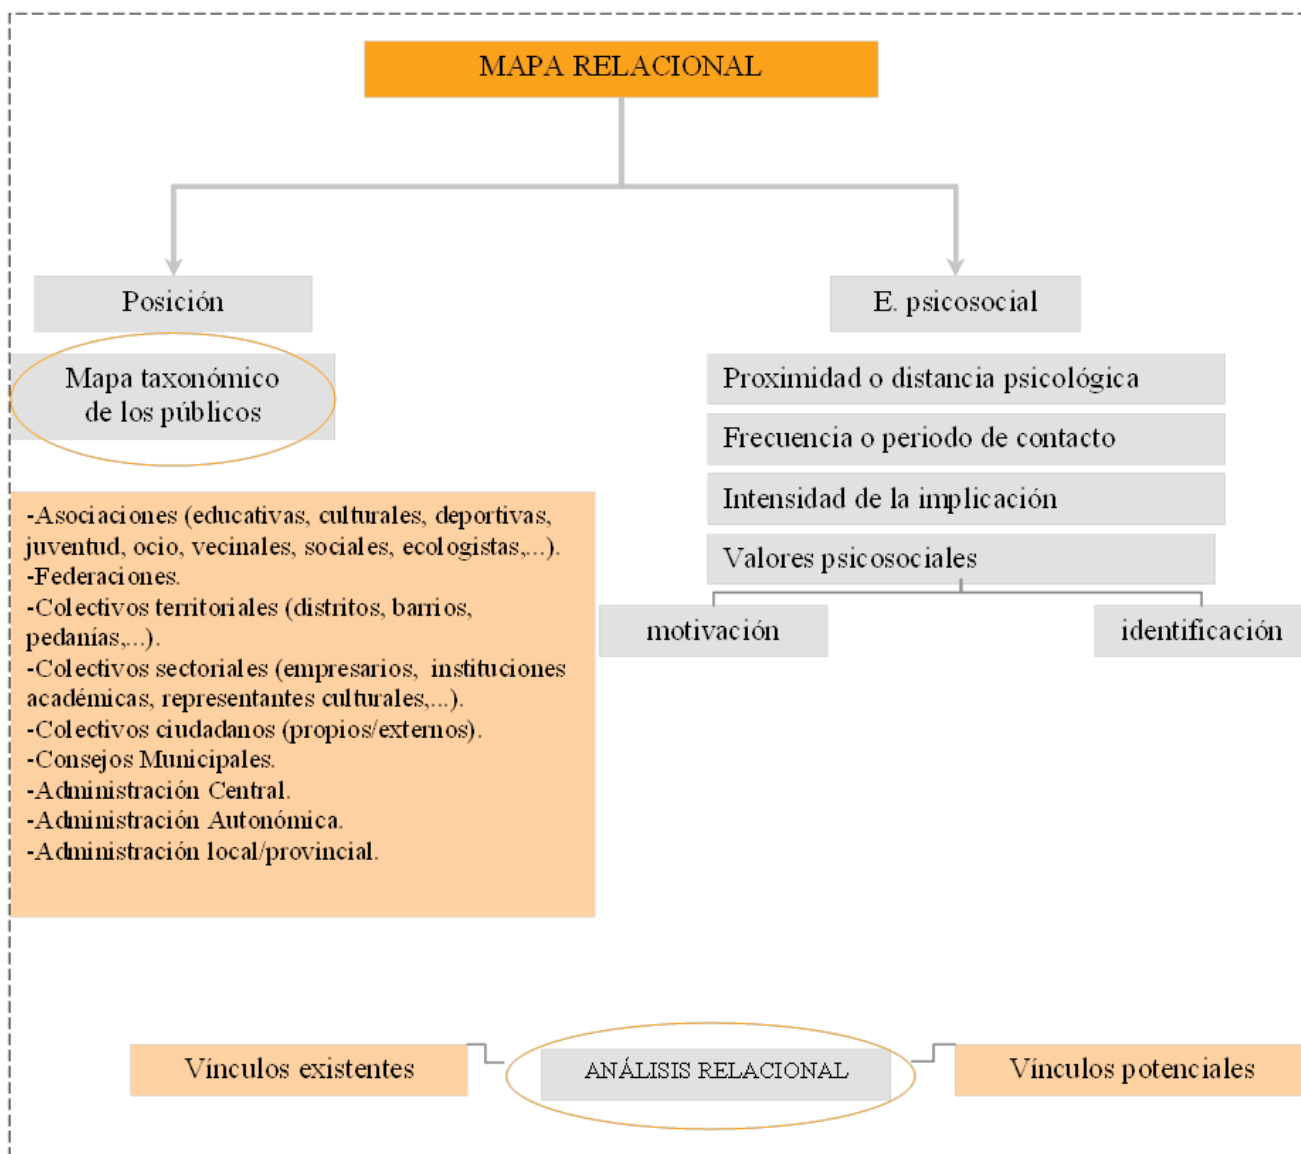 MAPA RELACIONAL
Posición
Mapa taxonómico
de los públicos
-Asociaciones (educativas, culturales, deportivas,
juventud, ocio, vecinales, sociales, ecologistas,...).
-Federaciones.
-Colectivos territoriales (distritos, barrios,
pedanías,...).
-Colectivos sectoriales (empresarios, instituciones
académicas, representantes culturales,...).
-Colectivos ciudadanos (propios/externos).
-Consejos Municipales.
-Administración Central.
-Administración Autonómica.
-Administración local/provincial.
E. psicosocial
Proximidad o distancia psicológica
Frecuencia o periodo de contacto
Intensidad de la implicación
Valores psicosociales
motivación
identificación
Vínculos existentes
ANÁLISIS RELACIONAL
Vínculos potenciales